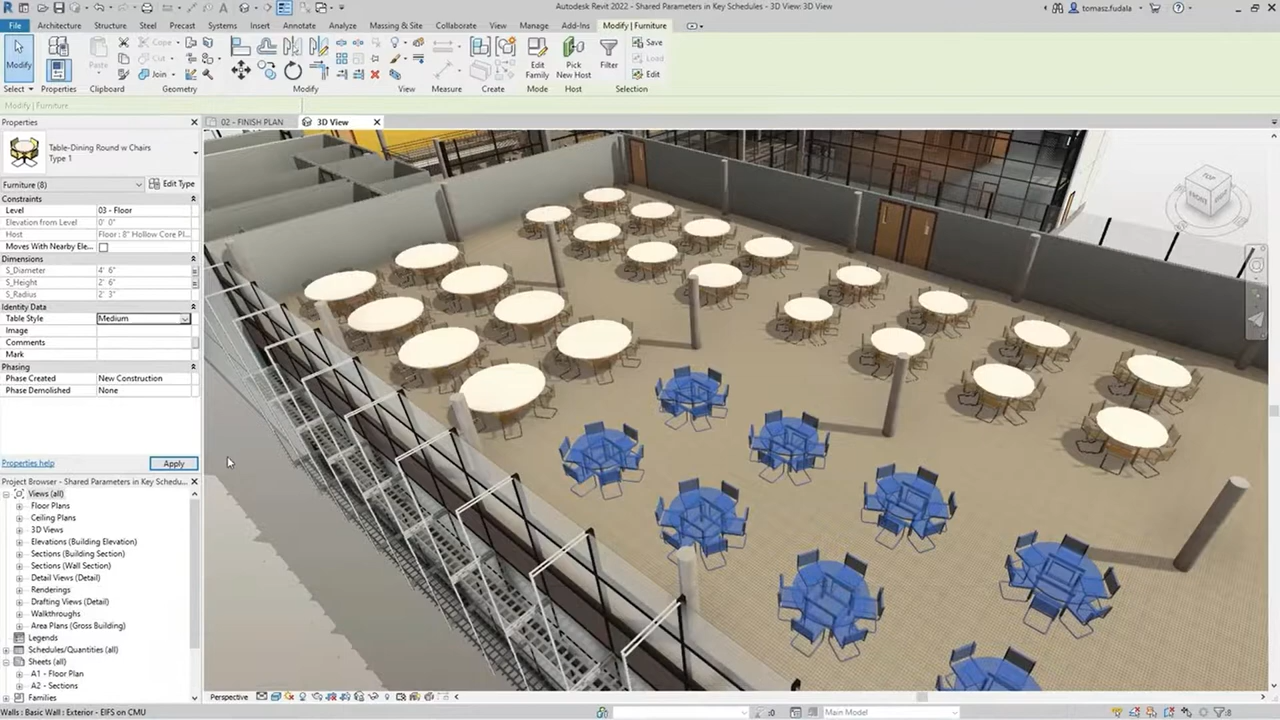 Autodesk Revit 2022 - Shared Parameters in Key Schedules - 3D View: 3D View
tomasz.fudala
File Architecture Structure Steel Precast Systems Insert Annotate Analyze Massing & Site Collaborate View Manage Add-Ins Modify | Furniture
Modify
Properties
Paste
Cope
Cut
Join
Edit Family
Pick New Host
Filter
Save
Load
Edit
Select Properties Clipboard Geometry Modify View Measure Create Mode Host Selection
Modify | Furniture
Properties
02 - FINISH PLAN
3D View
Table-Dining Round w Chairs
Type 1
Furniture (8) Edit Type
Constraints
Level 03 - Floor
Elevation from Level 0' 0"
Host Floor : 8" Hollow Core Pl...
Moves With Nearby Ele...
Dimensions
S_Diameter 4' 6"
S_Height 2' 6"
S_Radius 2' 3"
Identity Data
Table Style Medium
Image
Comments
Mark
Phasing
Phase Created New Construction
Phase Demolished None
Properties help Apply
Project Browser - Shared Parameters in Key Schedu...
Views (all)
Floor Plans
Ceiling Plans
3D Views
Elevations (Building Elevation)
Sections (Building Section)
Sections (Wall Section)
Detail Views (Detail)
Renderings
Drafting Views (Detail)
Walkthroughs
Area Plans (Gross Building)
Legends
Schedules/Quantities (all)
Sheets (all)
A1 - Floor Plan
A2 - Sections
Families
TOP
FRONT
Perspective
Walls : Basic Wall : Exterior - EIFS on CMU
:0
Main Model
:8